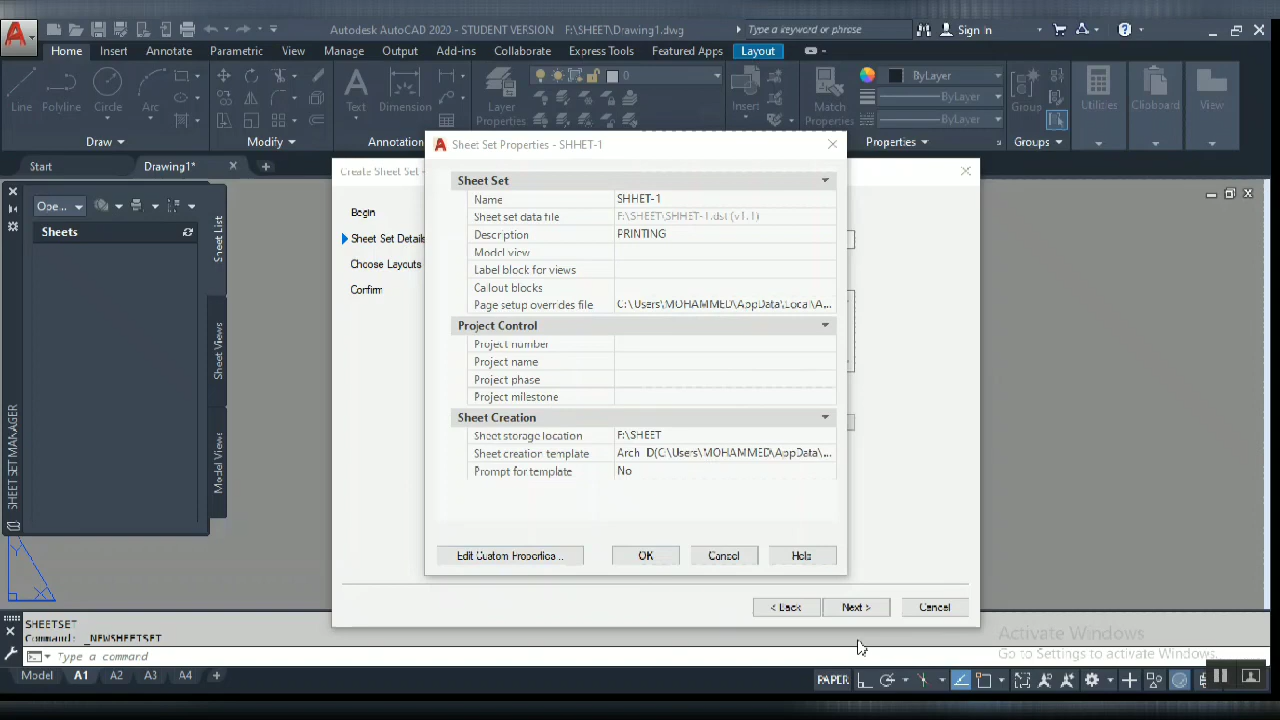 Autodesk AutoCAD 2020 - STUDENT VERSION F:\SHEET\Drawing1.dwg
Type a keyword or phrase
Sign In
Home Insert Annotate Parametric View Manage Output Add-ins Collaborate Express Tools Featured Apps Layout
Line Polyline Circle Arc
Text Dimension
Layer
Properties
0
Insert
Match
Properties
ByLayer
ByLayer
ByLayer
Group
Utilities
Clipboard
View
Draw Modify Annotation Properties Groups
Start Drawing1*
Sheet Set Properties - SHHET-1
Create Sheet Set -
Ope...
Sheets
Sheet List
Sheet Views
Model Views
SHEET SET MANAGER
Begin
Sheet Set Details
Choose Layouts
Confirm
Sheet Set
Name SHHET-1
Sheet set data file F:\SHEET\SHHET-1.dst (v1.1)
Description PRINTING
Model view
Label block for views
Callout blocks
Page setup overrides file C:\Users\MOHAMMED\AppData\Local\A...
Project Control
Project number
Project name
Project phase
Project milestone
Sheet Creation
Sheet storage location F:\SHEET
Sheet creation template Arch D(C:\Users\MOHAMMED\AppData\...
Prompt for template No
Edit Custom Properties... OK Cancel Help
< Back Next > Cancel
SHEETSET
Command: _NEWSHEETSET
Type a command
Activate Windows
Go to Settings to activate Windows.
Model A1 A2 A3 A4 +
PAPER
Y
X